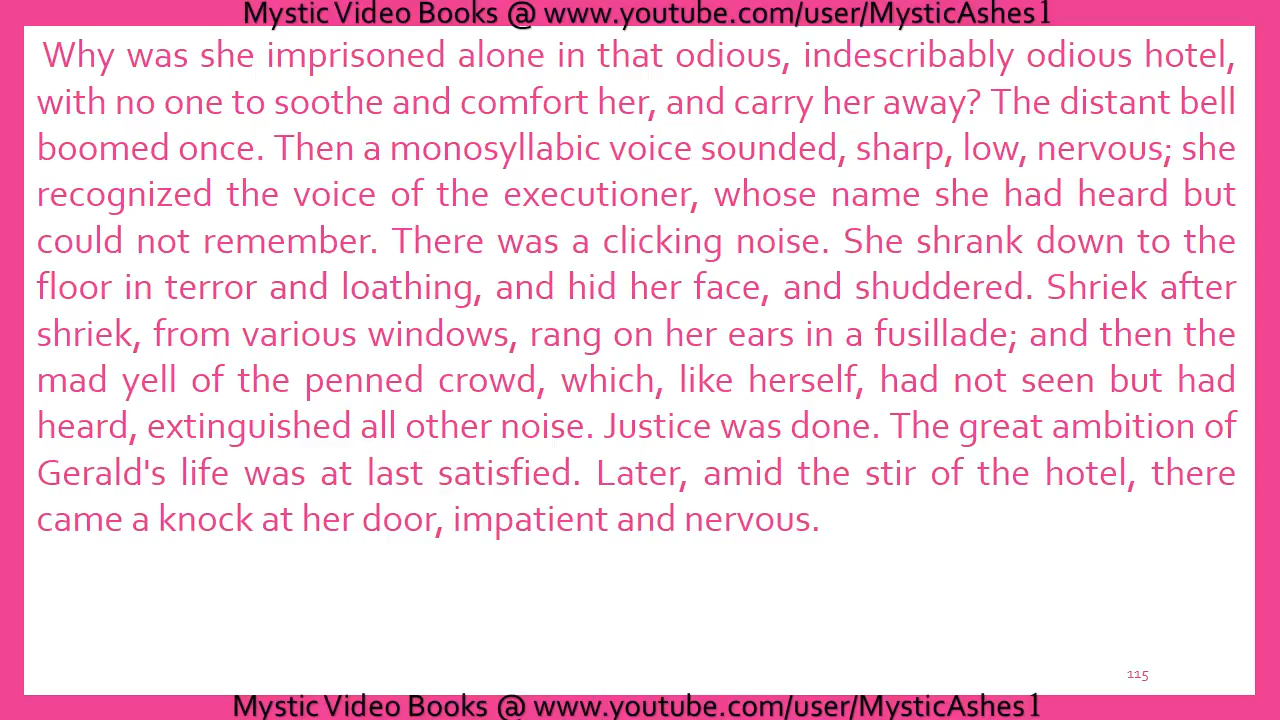 Mystic Video Books @ www.youtube.com/user/MysticAshes1
Why was she imprisoned alone in that odious, indescribably odious hotel,
with no one to soothe and comfort her, and carry her away? The distant bell
boomed once. Then a monosyllabic voice sounded, sharp, low, nervous; she
recognized the voice of the executioner, whose name she had heard but
could not remember. There was a clicking noise. She shrank down to the
floor in terror and loathing, and hid her face, and shuddered. Shriek after
shriek, from various windows, rang on her ears in a fusillade; and then the
mad yell of the penned crowd, which, like herself, had not seen but had
heard, extinguished all other noise. Justice was done. The great ambition of
Gerald's life was at last satisfied. Later, amid the stir of the hotel, there
came a knock at her door, impatient and nervous.
115
Mystic Video Books @ www.youtube.com/user/MysticAshes1